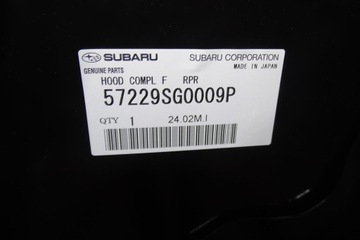 SUBARU SUBARU CORPORATION
GENUINE PARTS MADE IN JAPAN
HOOD COMPL F RPR
57229SG0009P
QTY 1 24.02M.I